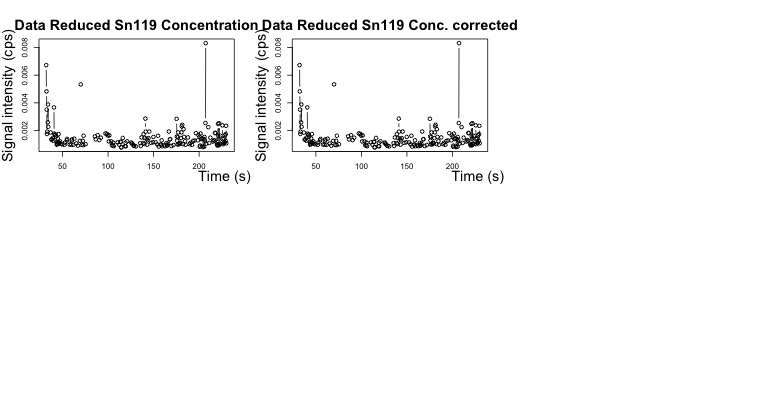 Data Reduced Sn119 Concentration
Data Reduced Sn119 Conc. corrected
Signal intensity (cps)
0.002 0.004 0.006 0.008
50 100 150 200
Time (s)
Signal intensity (cps)
0.002 0.004 0.006 0.008
50 100 150 200
Time (s)